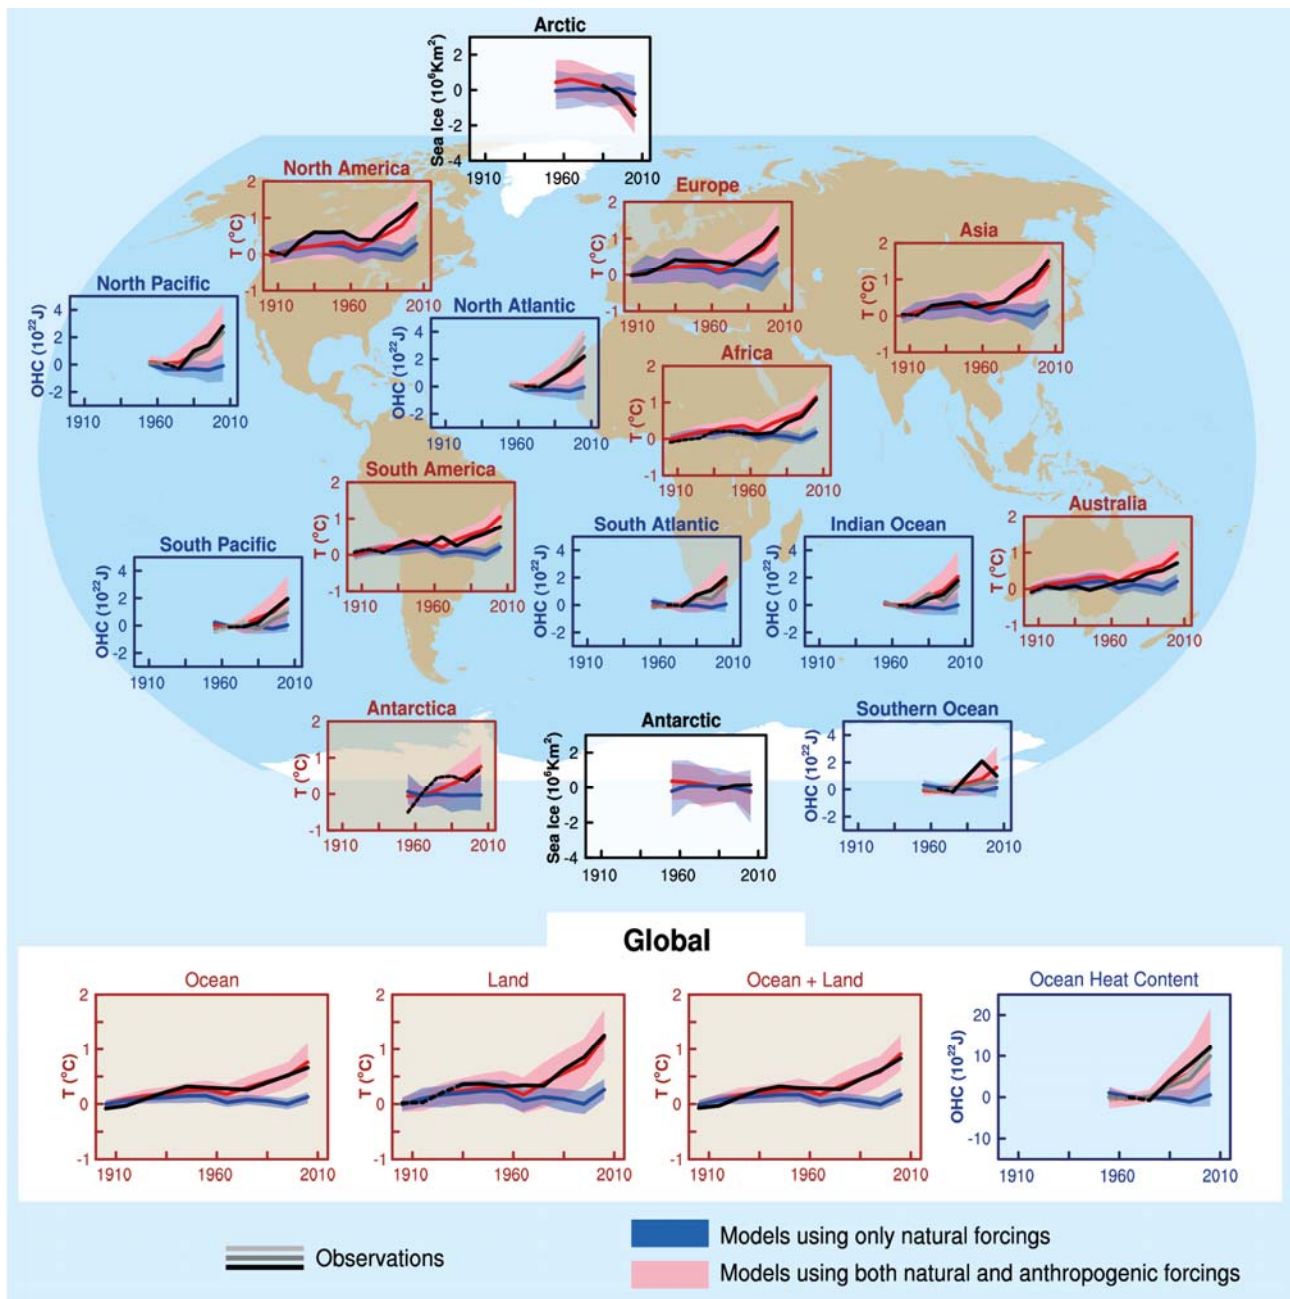 Arctic
Sea Ice (10⁶Km²)
2
0
-2
-4
1910 1960 2010
North America
T (°C)
2
1
0
-1
1910 1960 2010
Europe
T (°C)
2
1
0
-1
1910 1960 2010
Asia
T (°C)
2
1
0
-1
1910 1960 2010
North Pacific
OHC (10²²J)
4
2
0
-2
1910 1960 2010
North Atlantic
OHC (10²²J)
4
2
0
-2
1910 1960 2010
Africa
T (°C)
2
1
0
-1
1910 1960 2010
South America
T (°C)
2
1
0
-1
1910 1960 2010
South Pacific
OHC (10²²J)
4
2
0
-2
1910 1960 2010
South Atlantic
OHC (10²²J)
4
2
0
-2
1910 1960 2010
Indian Ocean
OHC (10²²J)
4
2
0
-2
1910 1960 2010
Australia
T (°C)
2
1
0
-1
1910 1960 2010
Antarctica
T (°C)
2
1
0
-1
1910 1960 2010
Antarctic
Sea Ice (10⁶Km²)
2
0
-2
-4
1910 1960 2010
Southern Ocean
OHC (10²²J)
4
2
0
-2
1910 1960 2010
Global
Ocean
T (°C)
2
1
0
-1
1910 1960 2010
Land
T (°C)
2
1
0
-1
1910 1960 2010
Ocean + Land
T (°C)
2
1
0
-1
1910 1960 2010
Ocean Heat Content
OHC (10²²J)
20
10
0
-10
1910 1960 2010
Observations
Models using only natural forcings
Models using both natural and anthropogenic forcings